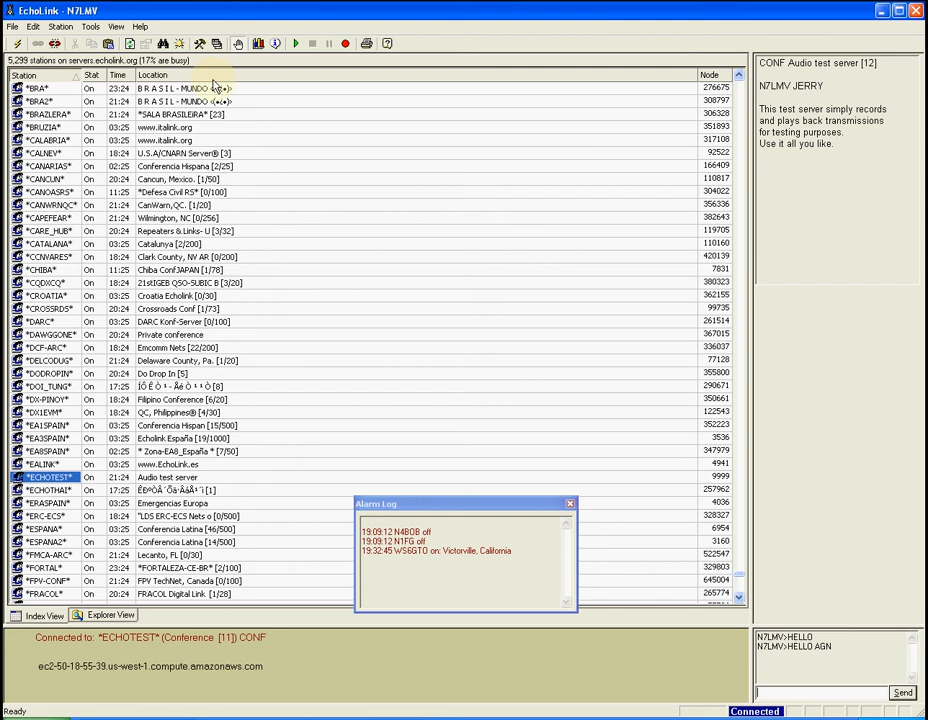 EchoLink - N7LMV
File Edit Station Tools View Help
5,299 stations on servers.echolink.org (17% are busy)
Station Stat Time Location Node
*BRA* On 23:24 B R A S I L - MUNDO 276675
*BRA2* On 21:24 B R A S I L - MUNDO 308797
*BRAZLERA* On 21:24 *SALA BRASILEIRA* [23] 306328
*BRUZIA* On 03:25 www.italink.org 351893
*CALABRIA* On 03:25 www.italink.org 317108
*CALNEV* On 18:24 U.S.A/CNARN Server® [3] 92522
*CANARIAS* On 02:25 Conferencia Hispana [2/25] 166409
*CANCUN* On 21:24 Cancun, Mexico. [1/50] 110817
*CANOASRS* On 11:25 *Defesa Civil RS* [0/100] 304022
*CANWRNQC* On 21:24 CanWarn,QC. [1/20] 356336
*CAPEFEAR* On 21:24 Wilmington, NC [0/256] 382643
*CARE_HUB* On 20:24 Repeaters & Links- U [3/32] 119705
*CATALANA* On 03:25 Catalunya [2/200] 110160
*CCNVARES* On 18:24 Clark County, NV AR [0/200] 420139
*CHIBA* On 11:25 Chiba ConfJAPAN [1/78] 7831
*CQDXCQ* On 18:24 21stIGEB QSO-SUBIC B [3/20] 380323
*CROATIA* On 03:25 Croatia Echolink [0/30] 362155
*CROSSRDS* On 20:24 Crossroads Conf [1/73] 99735
*DARC* On 03:25 DARC Konf-Server [0/100] 261514
*DAWGGONE* On 20:24 Private conference 367015
*DCF-ARC* On 20:24 Emcomm Nets [22/200] 336037
*DELCODUG* On 21:24 Delaware County, Pa. [1/20] 77128
*DODROPIN* On 20:24 Do Drop In [5] 355800
*DOI_TUNG* On 17:25 290671
*DX-PINOY* On 18:24 Filipino Conference [6/20] 350661
*DX1EVM* On 18:24 QC, Philippines® [4/30] 122543
*EA1SPAIN* On 03:25 Conferencia Hispan [15/500] 352222
*EA3SPAIN* On 03:25 Echolink España [19/1000] 3536
*EA8SPAIN* On 02:25 * Zona-EA8_España * [7/50] 347979
*EALINK* On 03:25 www.EchoLink.es 4941
*ECHOTEST* On 21:24 Audio test server 9999
*ECHOTHAI* On 17:25 257962
*ERASPAIN* On 03:25 Emergencias Europa 4036
*ERC-ECS* On 18:24 "LDS ERC-ECS Nets o [0/500] 328327
*ESPANA* On 03:25 Conferencia Latina [46/500] 6954
*ESPANA2* On 03:25 Conferencia Latina [14/500] 3160
*FMCA-ARC* On 21:24 Lecanto, FL [0/30] 522547
*FORTAL* On 23:24 *FORTALEZA-CE-BR* [2/100] 329803
*FPV-CONF* On 21:24 FPV TechNet, Canada [0/100] 645004
*FRACOL* On 21:24 FRACOL Digital Link [1/28] 265774
Index View Explorer View
CONF Audio test server [12]
N7LMV JERRY
This test server simply records
and plays back transmissions
for testing purposes.
Use it all you like.
Alarm Log
19:09:12 N4BOB off
19:09:12 N1FG off
19:32:45 WS6GTO on: Victorville, California
Connected to: *ECHOTEST* (Conference [11]) CONF
ec2-50-18-55-39.us-west-1.compute.amazonaws.com
N7LMV>HELLO
N7LMV>HELLO AGN
Send
Ready Connected